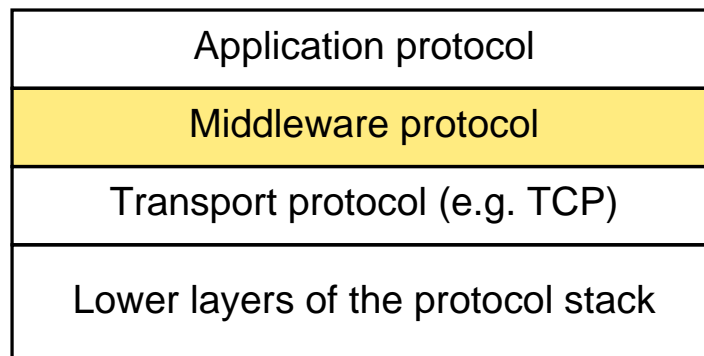 Application protocol
Middleware protocol
Transport protocol (e.g. TCP)
Lower layers of the protocol stack